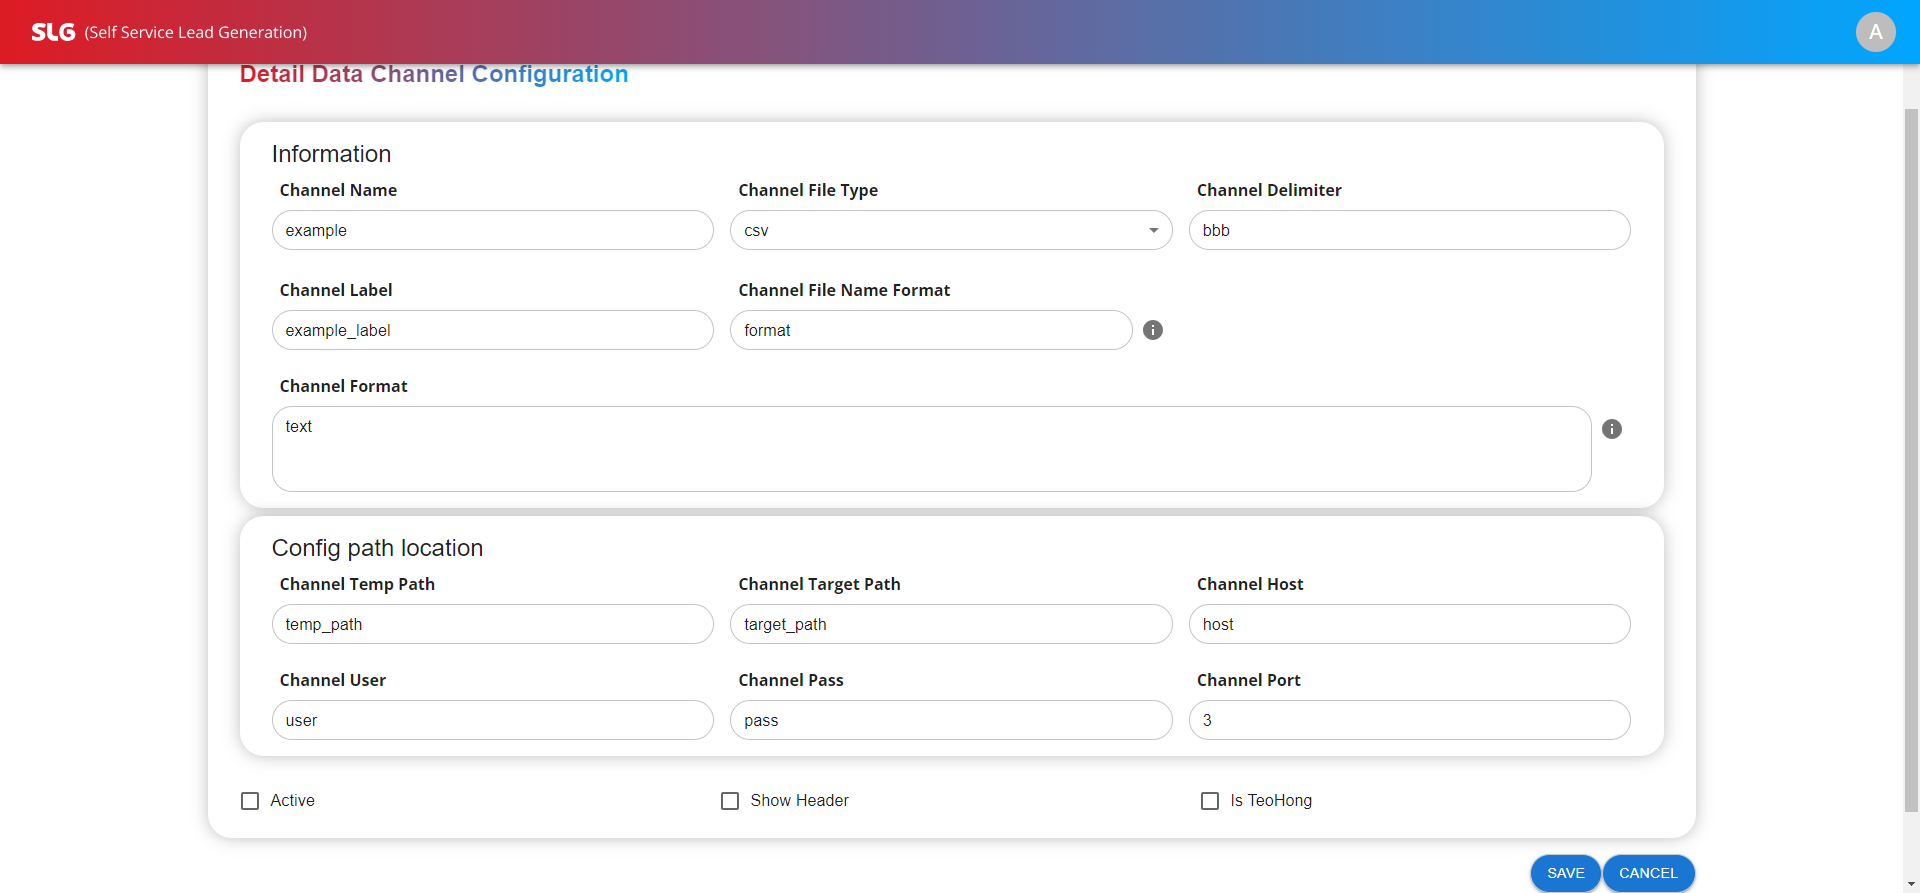 SLG (Self Service Lead Generation)
A
Detail Data Channel Configuration
Information
Channel Name
Channel File Type
Channel Delimiter
example
csv
bbb
Channel Label
Channel File Name Format
example_label
format
Channel Format
text
Config path location
Channel Temp Path
Channel Target Path
Channel Host
temp_path
target_path
host
Channel User
Channel Pass
Channel Port
user
pass
3
Active
Show Header
Is TeoHong
SAVE
CANCEL